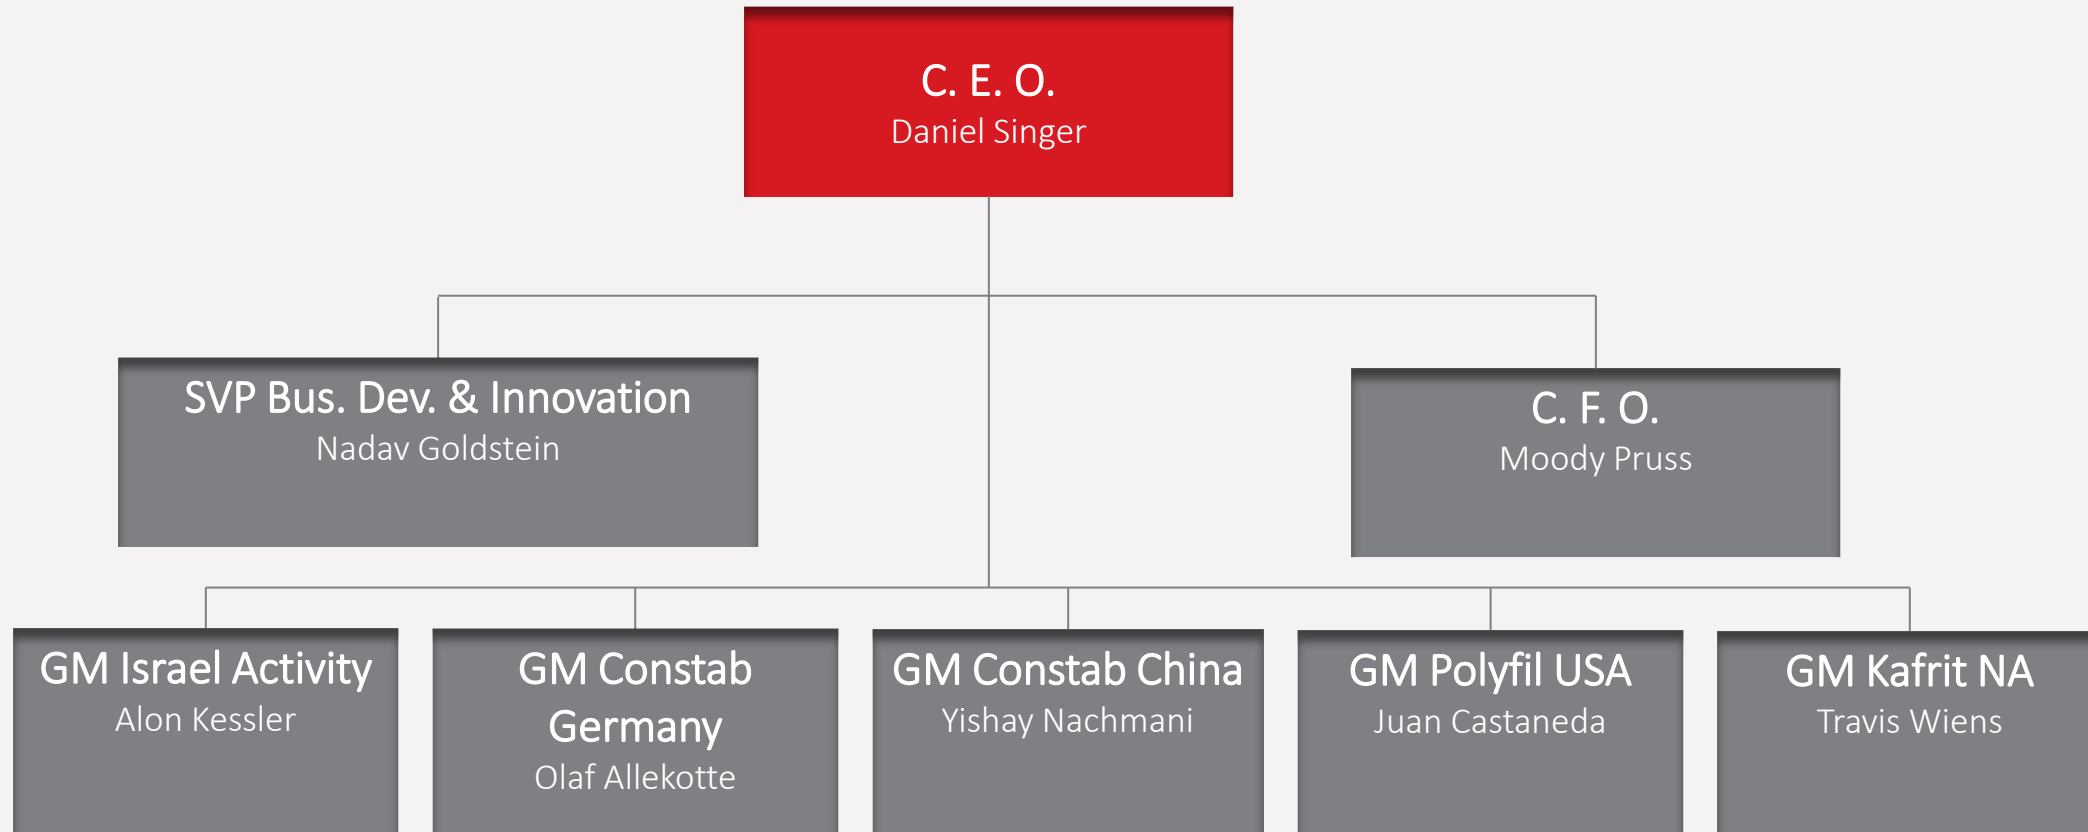 C. E. O.
Daniel Singer
SVP Bus. Dev. & Innovation
Nadav Goldstein
C. F. O.
Moody Pruss
GM Israel Activity
Alon Kessler
GM Constab
Germany
Olaf Allekotte
GM Constab China
Yishay Nachmani
GM Polyfil USA
Juan Castaneda
GM Kafrit NA
Travis Wiens